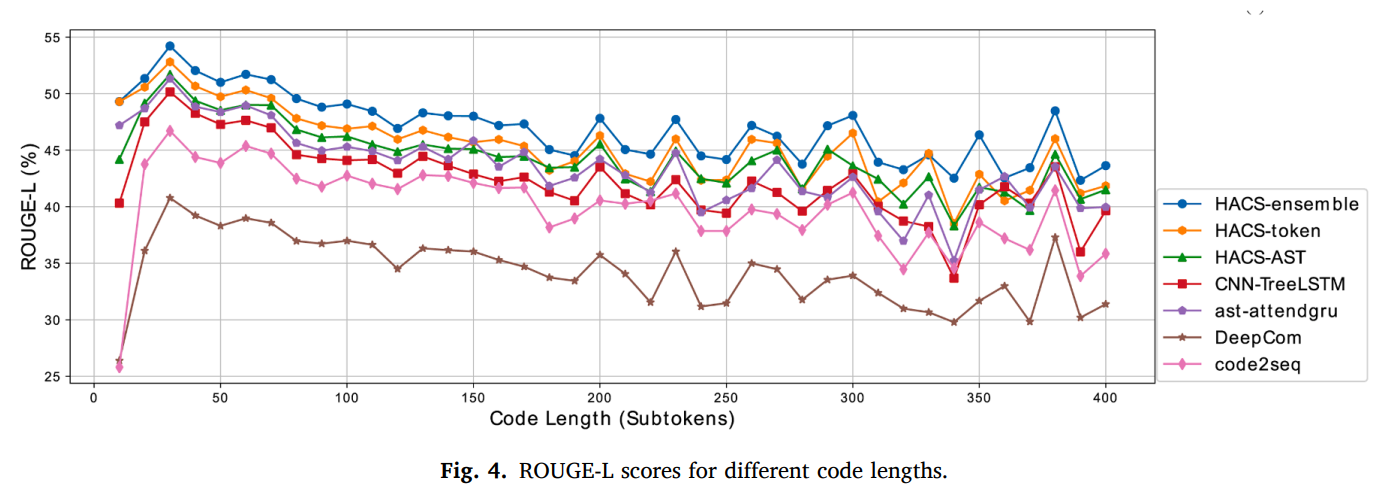 55
50
45
40
35
30
25
ROUGE-L (%)
0 50 100 150 200 250 300 350 400
Code Length (Subtokens)
HACS-ensemble
HACS-token
HACS-AST
CNN-TreeLSTM
ast-attendgru
DeepCom
code2seq
Fig. 4. ROUGE-L scores for different code lengths.